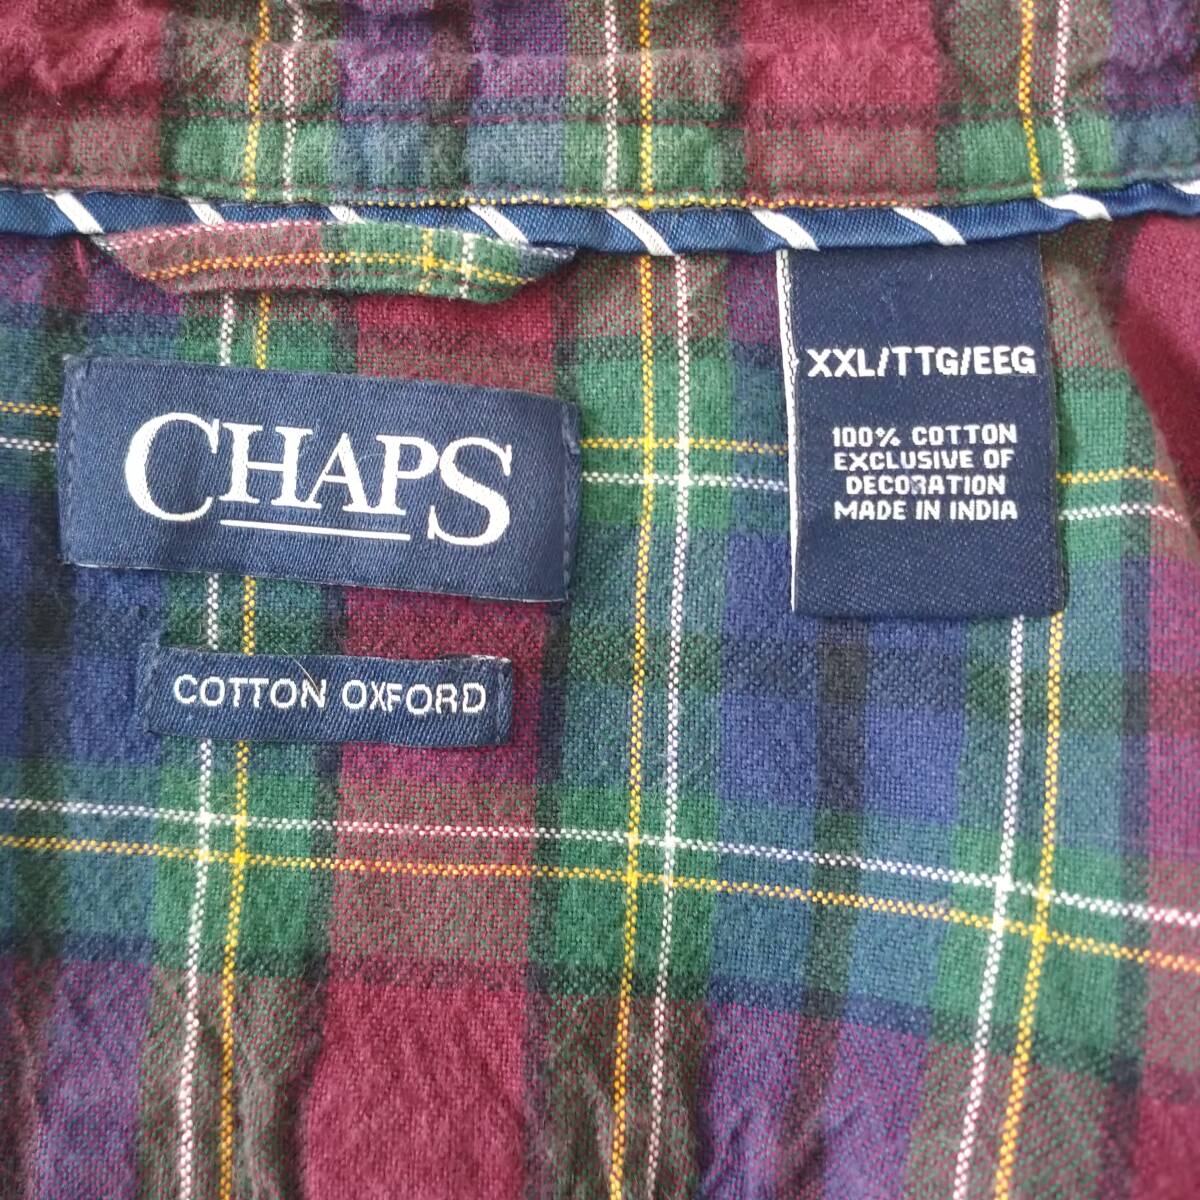 CHAPS
COTTON OXFORD
XXL/TTG/EEG
100% COTTON
EXCLUSIVE OF
DECORATION
MADE IN INDIA